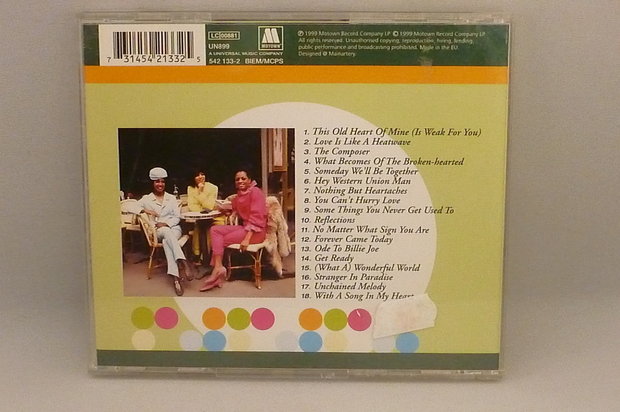 LC 00881
UN899
A UNIVERSAL MUSIC COMPANY
542 133-2 BIEM/MCPS
7 31454 21332 5
MOTOWN
℗ 1999 Motown Record Company LP © 1999 Motown Record Company LP
All rights reserved. Unauthorised copying, reproduction, hiring, lending,
public performance and broadcasting prohibited. Made in the EU.
Designed @ Mainartery.
1. This Old Heart Of Mine (Is Weak For You)
2. Love Is Like A Heatwave
3. The Composer
4. What Becomes Of The Broken-hearted
5. Someday We'll Be Together
6. Hey Western Union Man
7. Nothing But Heartaches
8. You Can't Hurry Love
9. Some Things You Never Get Used To
10. Reflections
11. No Matter What Sign You Are
12. Forever Came Today
13. Ode To Billie Joe
14. Get Ready
15. (What A) Wonderful World
16. Stranger In Paradise
17. Unchained Melody
18. With A Song In My Heart